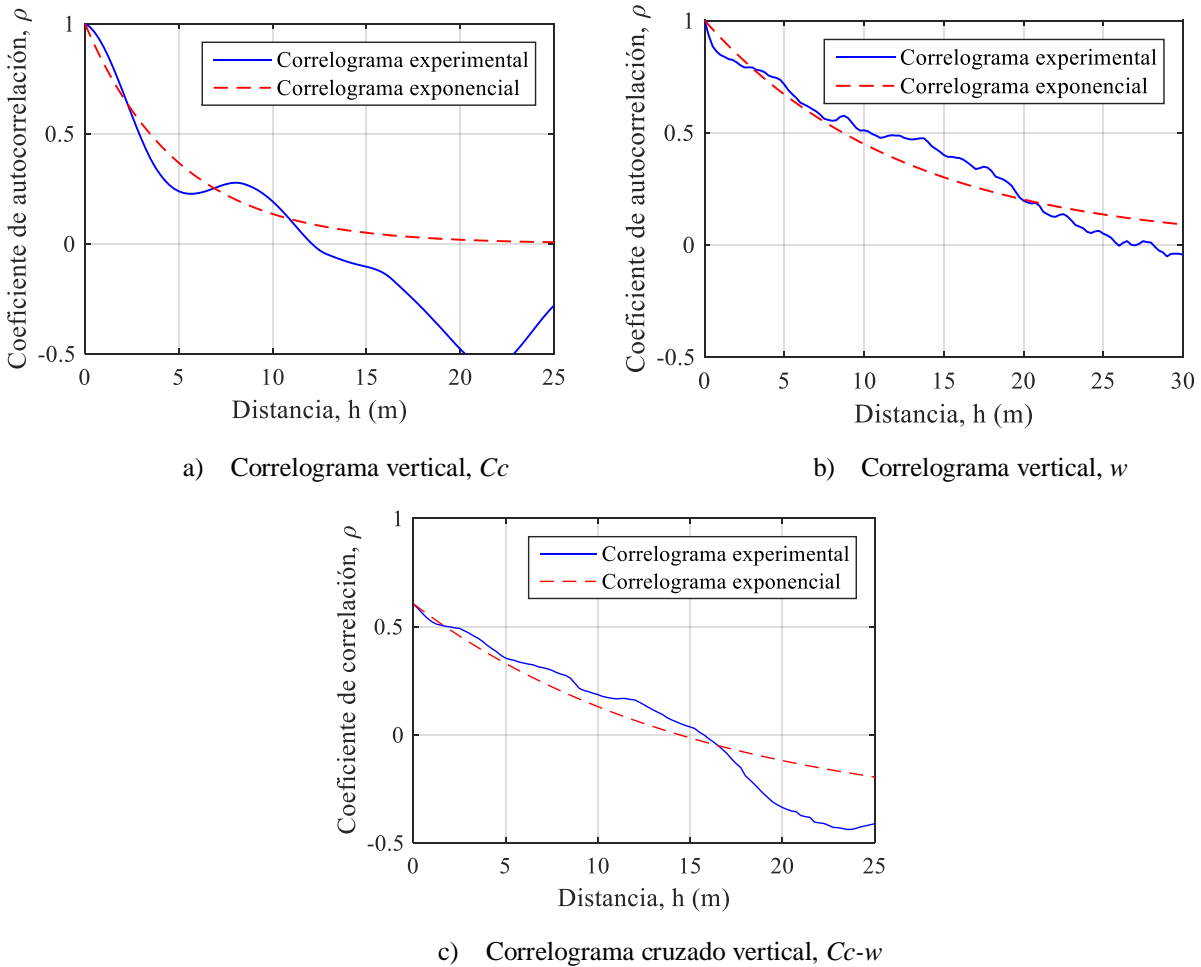 Coeficiente de autocorrelación, ρ
1
0.5
0
-0.5
Correlograma experimental
Correlograma exponencial
0 5 10 15 20 25
Distancia, h (m)
a) Correlograma vertical, Cc
Coeficiente de autocorrelación, ρ
1
0.5
0
-0.5
Correlograma experimental
Correlograma exponencial
0 5 10 15 20 25 30
Distancia, h (m)
b) Correlograma vertical, w
Coeficiente de correlación, ρ
1
0.5
0
-0.5
Correlograma experimental
Correlograma exponencial
0 5 10 15 20 25
Distancia, h (m)
c) Correlograma cruzado vertical, Cc-w